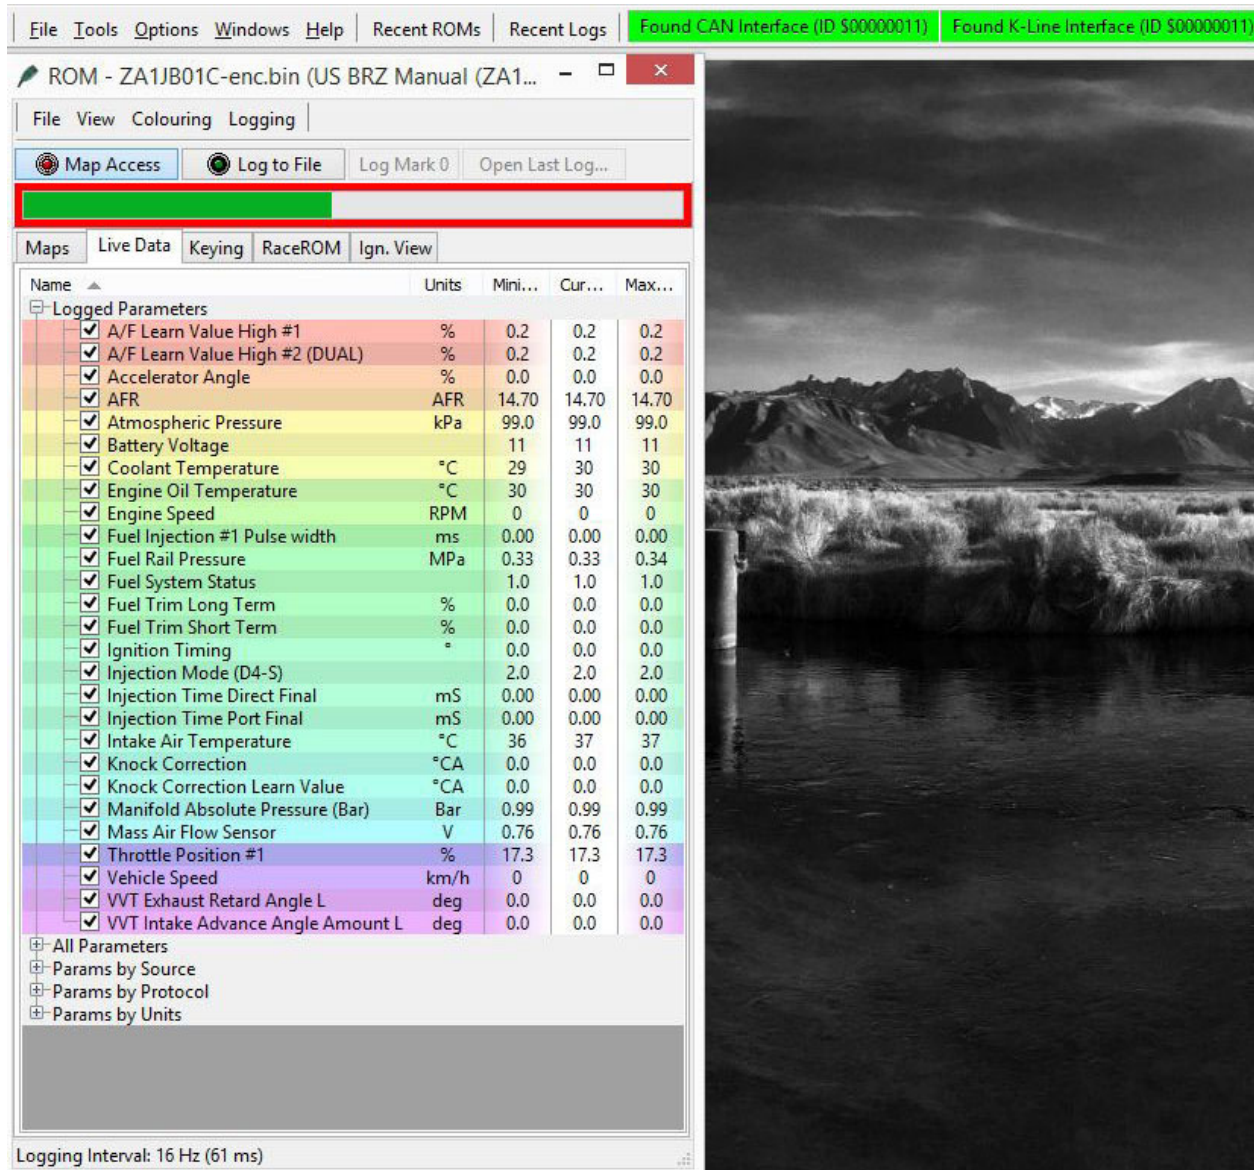 File Tools Options Windows Help Recent ROMs Recent Logs Found CAN Interface (ID $00000011) Found K-Line Interface (ID $00000011)
ROM - ZA1JB01C-enc.bin (US BRZ Manual (ZA1...
File View Colouring Logging
Map Access Log to File Log Mark 0 Open Last Log...
Maps Live Data Keying RaceROM Ign. View
Name Units Mini... Cur... Max...
Logged Parameters
A/F Learn Value High #1 % 0.2 0.2 0.2
A/F Learn Value High #2 (DUAL) % 0.2 0.2 0.2
Accelerator Angle % 0.0 0.0 0.0
AFR AFR 14.70 14.70 14.70
Atmospheric Pressure kPa 99.0 99.0 99.0
Battery Voltage 11 11 11
Coolant Temperature °C 29 30 30
Engine Oil Temperature °C 30 30 30
Engine Speed RPM 0 0 0
Fuel Injection #1 Pulse width ms 0.00 0.00 0.00
Fuel Rail Pressure MPa 0.33 0.33 0.34
Fuel System Status 1.0 1.0 1.0
Fuel Trim Long Term % 0.0 0.0 0.0
Fuel Trim Short Term % 0.0 0.0 0.0
Ignition Timing ° 0.0 0.0 0.0
Injection Mode (D4-S) 2.0 2.0 2.0
Injection Time Direct Final mS 0.00 0.00 0.00
Injection Time Port Final mS 0.00 0.00 0.00
Intake Air Temperature °C 36 37 37
Knock Correction °CA 0.0 0.0 0.0
Knock Correction Learn Value °CA 0.0 0.0 0.0
Manifold Absolute Pressure (Bar) Bar 0.99 0.99 0.99
Mass Air Flow Sensor V 0.76 0.76 0.76
Throttle Position #1 % 17.3 17.3 17.3
Vehicle Speed km/h 0 0 0
VVT Exhaust Retard Angle L deg 0.0 0.0 0.0
VVT Intake Advance Angle Amount L deg 0.0 0.0 0.0
All Parameters
Params by Source
Params by Protocol
Params by Units
Logging Interval: 16 Hz (61 ms)